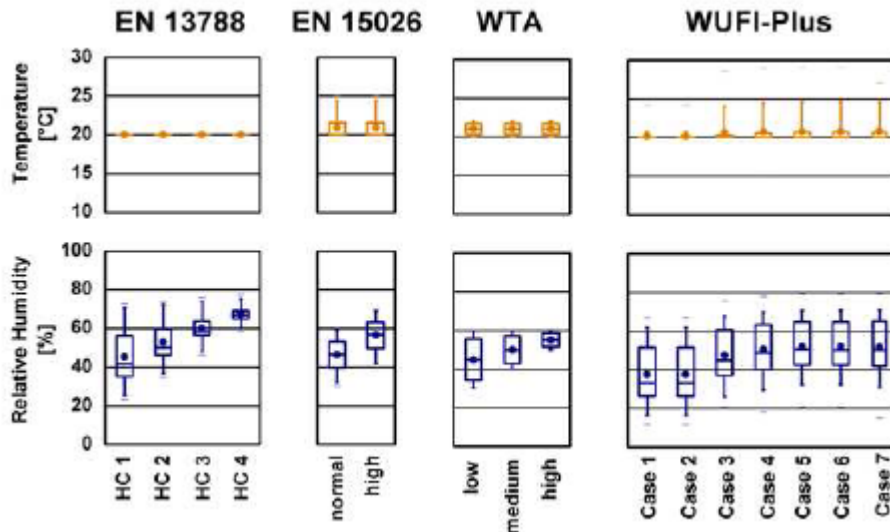 EN 13788 EN 15026 WTA WUFI-Plus
Temperature
[°C]
30
25
20
15
10
Relative Humidity
[%]
100
80
60
40
20
0
HC 1 HC 2 HC 3 HC 4 normal high low medium high Case 1 Case 2 Case 3 Case 4 Case 5 Case 6 Case 7